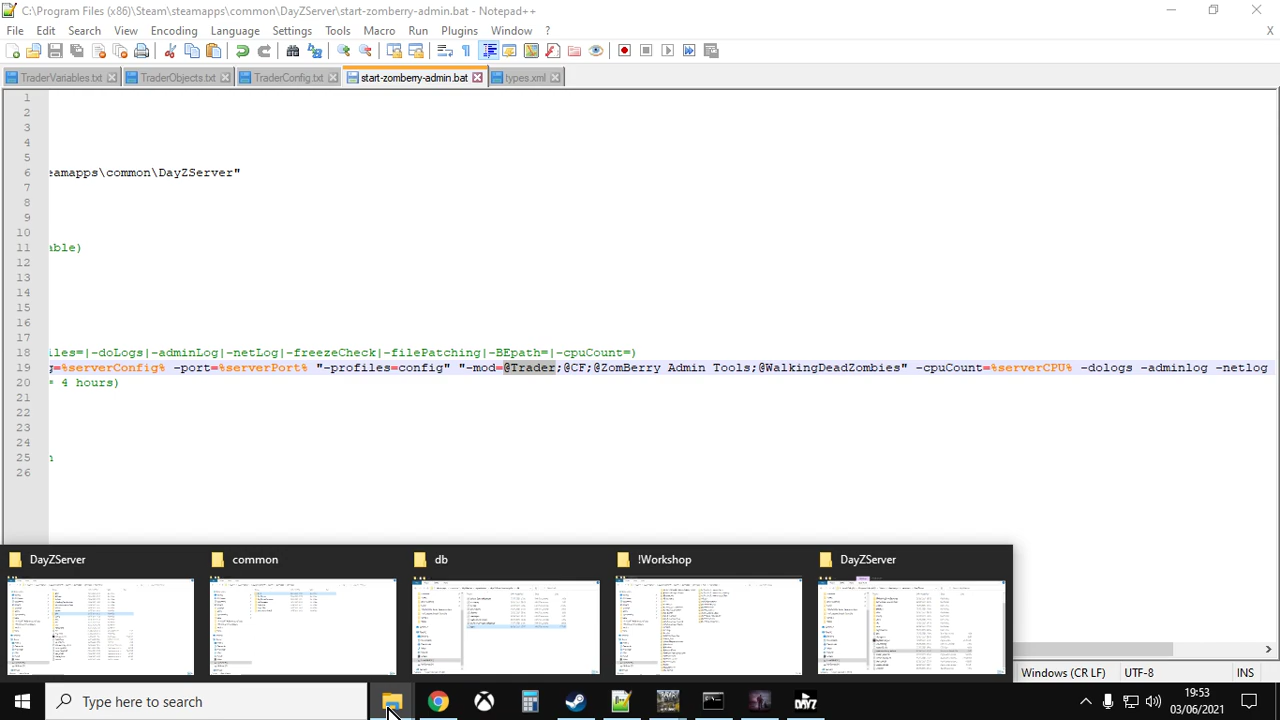 C:\Program Files (x86)\Steam\steamapps\common\DayZServer\start-zomberry-admin.bat - Notepad++
File Edit Search View Encoding Language Settings Tools Macro Run Plugins Window ? X
TraderVariables.txt TraderObjects.txt TraderConfig.txt start-zomberry-admin.bat types.xml
1
2
3
4
5
6 eamapps\common\DayZServer"
7
8
9
10
11 able)
12
13
14
15
16
17
18 iles=|-doLogs|-adminLog|-netLog|-freezeCheck|-filePatching|-BEpath=|-cpuCount=)
19 g=%serverConfig% -port=%serverPort% "-profiles=config" "-mod=@Trader;@CF;@ZomBerry Admin Tools;@WalkingDeadZombies" -cpuCount=%serverCPU% -dologs -adminlog -netlog
20 * 4 hours)
21
22
23
24
25 n
26
DayZServer common db !Workshop DayZServer
Windows (CR LF) UTF-8 INS
Type here to search
DAYZ
19:53
03/06/2021